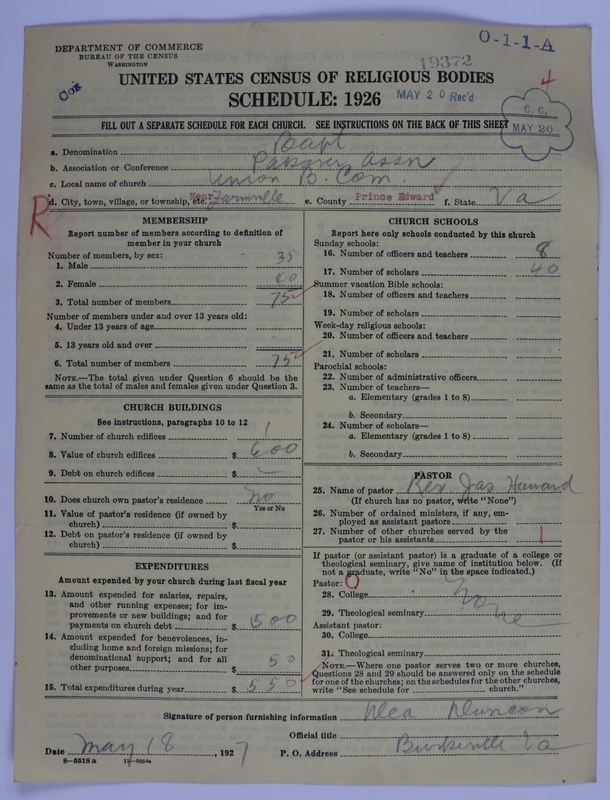 DEPARTMENT OF COMMERCE
BUREAU OF THE CENSUS
WASHINGTON
O-1-1-A
19372
UNITED STATES CENSUS OF RELIGIOUS BODIES
SCHEDULE: 1926
MAY 20 Rec'd
4
C. C.
MAY 20
FILL OUT A SEPARATE SCHEDULE FOR EACH CHURCH. SEE INSTRUCTIONS ON THE BACK OF THIS SHEET
a. Denomination Bapt
b. Association or Conference Assn
c. Local name of church Union B. Com.
d. City, town, village, or township, etc. Near Farmville e. County Prince Edward f. State Va
R
MEMBERSHIP
Report number of members according to definition of
member in your church
Number of members, by sex:
1. Male 35
2. Female 40
3. Total number of members 75
Number of members under and over 13 years old:
4. Under 13 years of age
5. 13 years old and over
6. Total number of members 75
NOTE.—The total given under Question 6 should be the
same as the total of males and females given under Question 3.
CHURCH BUILDINGS
See instructions, paragraphs 10 to 12
7. Number of church edifices 1
8. Value of church edifices $ 600
9. Debt on church edifices $
10. Does church own pastor's residence No
Yes or No
11. Value of pastor's residence (if owned by
church) $
12. Debt on pastor's residence (if owned by
church) $
EXPENDITURES
Amount expended by your church during last fiscal year
13. Amount expended for salaries, repairs,
and other running expenses; for im-
provements or new buildings; and for
payments on church debt $ 500
14. Amount expended for benevolences, in-
cluding home and foreign missions; for
denominational support; and for all
other purposes $ 50
15. Total expenditures during year $ 550
CHURCH SCHOOLS
Report here only schools conducted by this church
Sunday schools:
16. Number of officers and teachers 8
17. Number of scholars 40
Summer vacation Bible schools:
18. Number of officers and teachers
19. Number of scholars
Week-day religious schools:
20. Number of officers and teachers
21. Number of scholars
Parochial schools:
22. Number of administrative officers
23. Number of teachers—
a. Elementary (grades 1 to 8)
b. Secondary
24. Number of scholars—
a. Elementary (grades 1 to 8)
b. Secondary
PASTOR
25. Name of pastor Rev Jas Havard
(If church has no pastor, write "None")
26. Number of ordained ministers, if any, em-
ployed as assistant pastors
27. Number of other churches served by the
pastor or his assistants 1
If pastor (or assistant pastor) is a graduate of a college or
theological seminary, give name of institution below. (If
not a graduate, write "No" in the space indicated.)
Pastor: O
28. College None
29. Theological seminary
Assistant pastor:
30. College
31. Theological seminary
NOTE.—Where one pastor serves two or more churches,
Questions 28 and 29 should be answered only on the schedule
for one of the churches; on the schedules for the other churches,
write "See schedule for church."
Signature of person furnishing information Duncan
Official title
Date May 18, 1927 P. O. Address Burkeville Va
8—5518 a 11—9054a